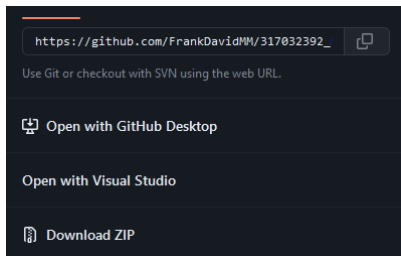 https://github.com/FrankDavidMM/317032392_
Use Git or checkout with SVN using the web URL.
Open with GitHub Desktop
Open with Visual Studio
Download ZIP